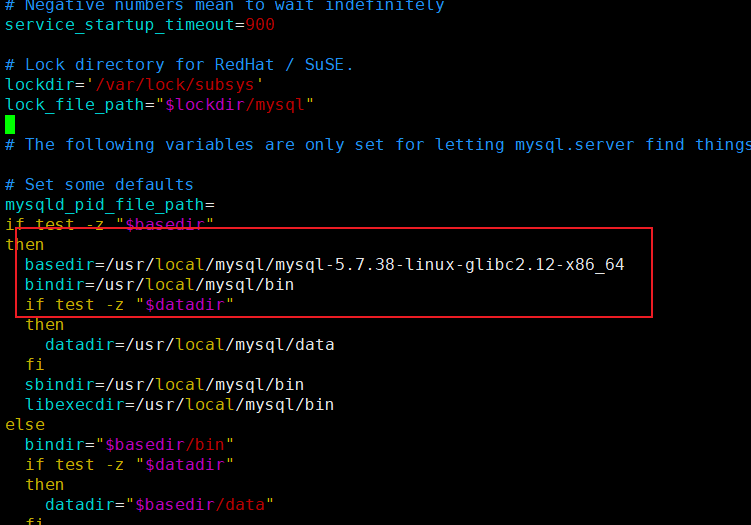 # Negative numbers mean to wait indefinitely
service_startup_timeout=900
# Lock directory for RedHat / SuSE.
lockdir='/var/lock/subsys'
lock_file_path="$lockdir/mysql"
# The following variables are only set for letting mysql.server find things
# Set some defaults
mysqld_pid_file_path=
if test -z "$basedir"
then
  basedir=/usr/local/mysql/mysql-5.7.38-linux-glibc2.12-x86_64
  bindir=/usr/local/mysql/bin
  if test -z "$datadir"
  then
    datadir=/usr/local/mysql/data
  fi
  sbindir=/usr/local/mysql/bin
  libexecdir=/usr/local/mysql/bin
else
  bindir="$basedir/bin"
  if test -z "$datadir"
  then
    datadir="$basedir/data"
  fi